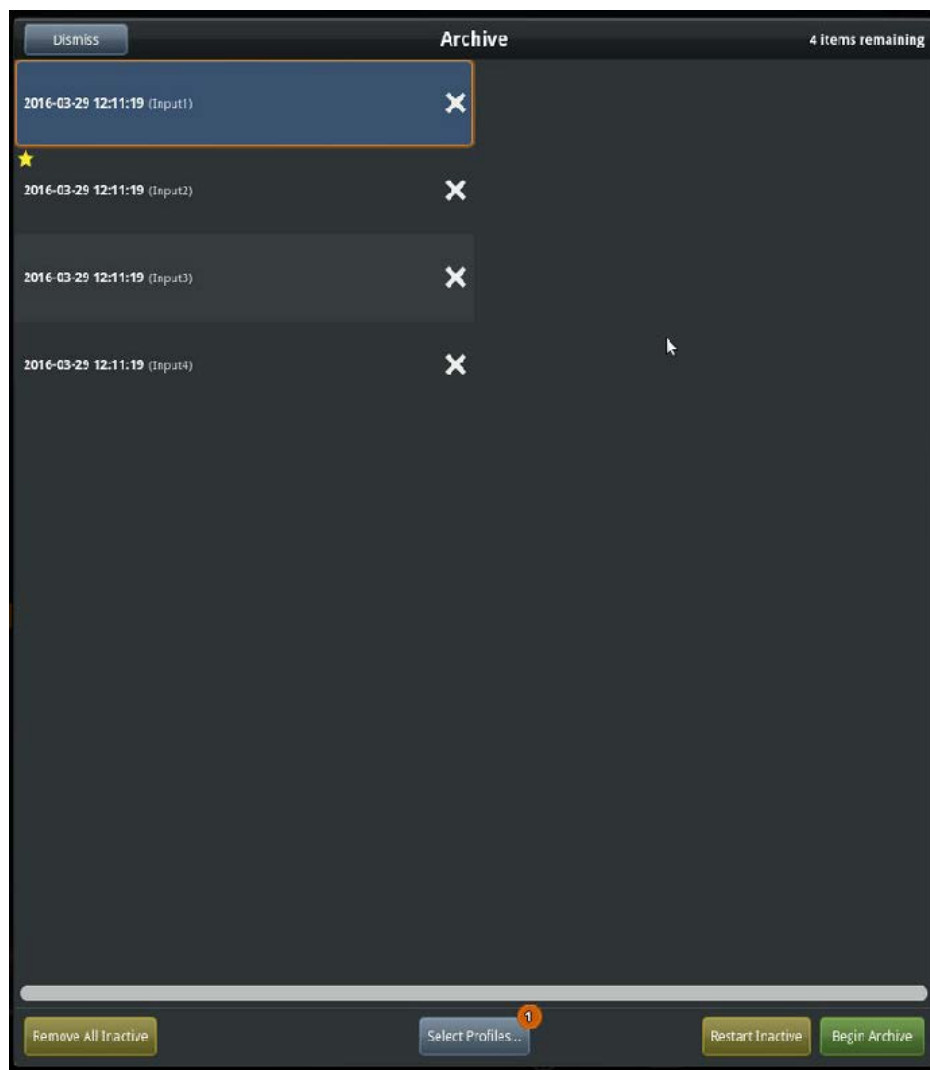 Dismiss Archive 4 items remaining
2016-03-29 12:11:19 (Input1)
2016-03-29 12:11:19 (Input2)
2016-03-29 12:11:19 (Input3)
2016-03-29 12:11:19 (Input4)
1
Remove All Inactive Select Profiles... Restart Inactive Begin Archive